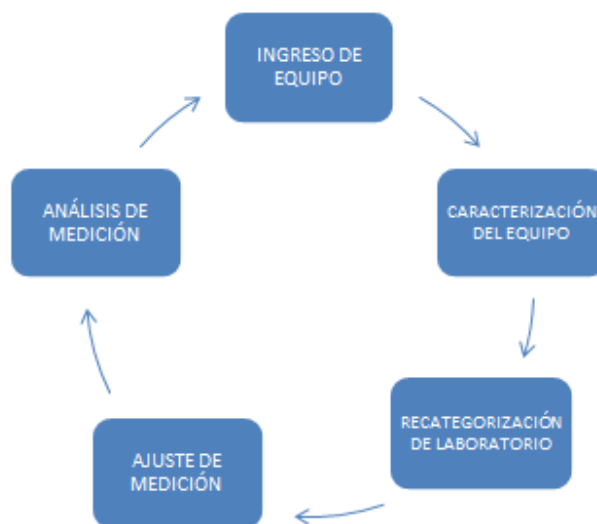 INGRESO DE
EQUIPO
CARACTERIZACIÓN
DEL EQUIPO
RECATEGORIZACIÓN
DE LABORATORIO
AJUSTE DE
MEDICIÓN
ANÁLISIS DE
MEDICIÓN